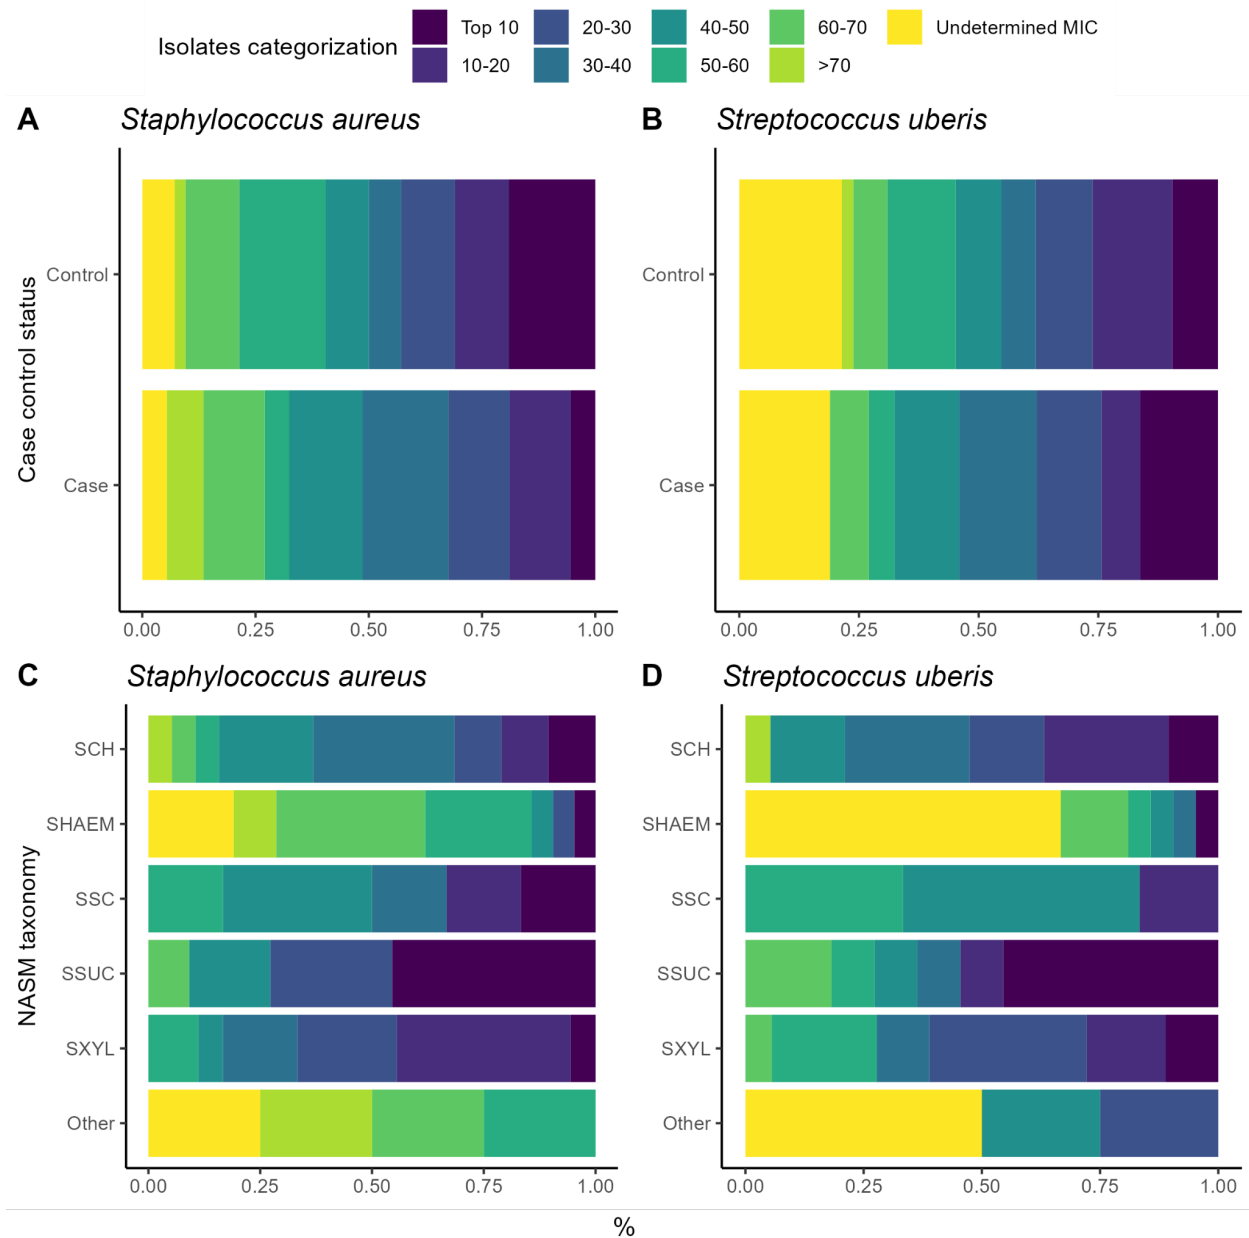 Isolates categorization
Top 10 20-30 40-50 60-70 Undetermined MIC
10-20 30-40 50-60 >70
A Staphylococcus aureus
B Streptococcus uberis
Case control status
Control
Case
0.00 0.25 0.50 0.75 1.00
Control
Case
0.00 0.25 0.50 0.75 1.00
C Staphylococcus aureus
D Streptococcus uberis
NASM taxonomy
SCH
SHAEM
SSC
SSUC
SXYL
Other
0.00 0.25 0.50 0.75 1.00
SCH
SHAEM
SSC
SSUC
SXYL
Other
0.00 0.25 0.50 0.75 1.00
%